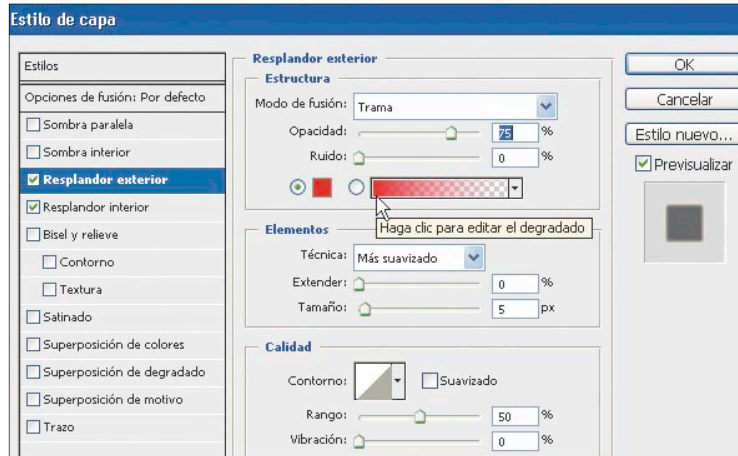 Estilo de capa
Estilos
Opciones de fusión: Por defecto
Sombra paralela
Sombra interior
Resplandor exterior
Resplandor interior
Bisel y relieve
Contorno
Textura
Satinado
Superposición de colores
Superposición de degradado
Superposición de motivo
Trazo
Resplandor exterior
Estructura
Modo de fusión: Trama
Opacidad: 75 %
Ruido: 0 %
Haga clic para editar el degradado
Elementos
Técnica: Más suavizado
Extender: 0 %
Tamaño: 5 px
Calidad
Contorno: Suavizado
Rango: 50 %
Vibración: 0 %
OK
Cancelar
Estilo nuevo...
Previsualizar